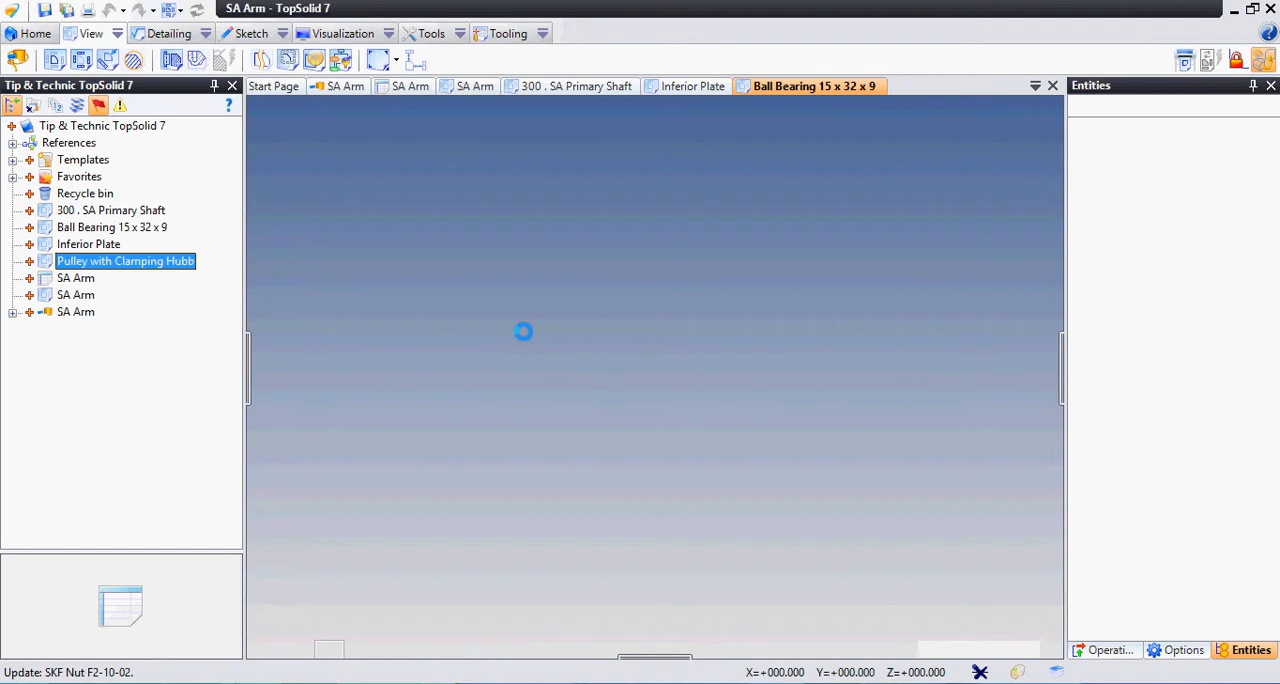 SA Arm - TopSolid 7
Home
View
Detailing
Sketch
Visualization
Tools
Tooling
Tip & Technic TopSolid 7
Start Page
SA Arm
SA Arm
SA Arm
300 . SA Primary Shaft
Inferior Plate
Ball Bearing 15 x 32 x 9
Entities
Tip & Technic TopSolid 7
References
Templates
Favorites
Recycle bin
300 . SA Primary Shaft
Ball Bearing 15 x 32 x 9
Inferior Plate
Pulley with Clamping Hubb
SA Arm
SA Arm
SA Arm
Operati...
Options
Entities
Update: SKF Nut F2-10-02.
X=+000.000
Y=+000.000
Z=+000.000